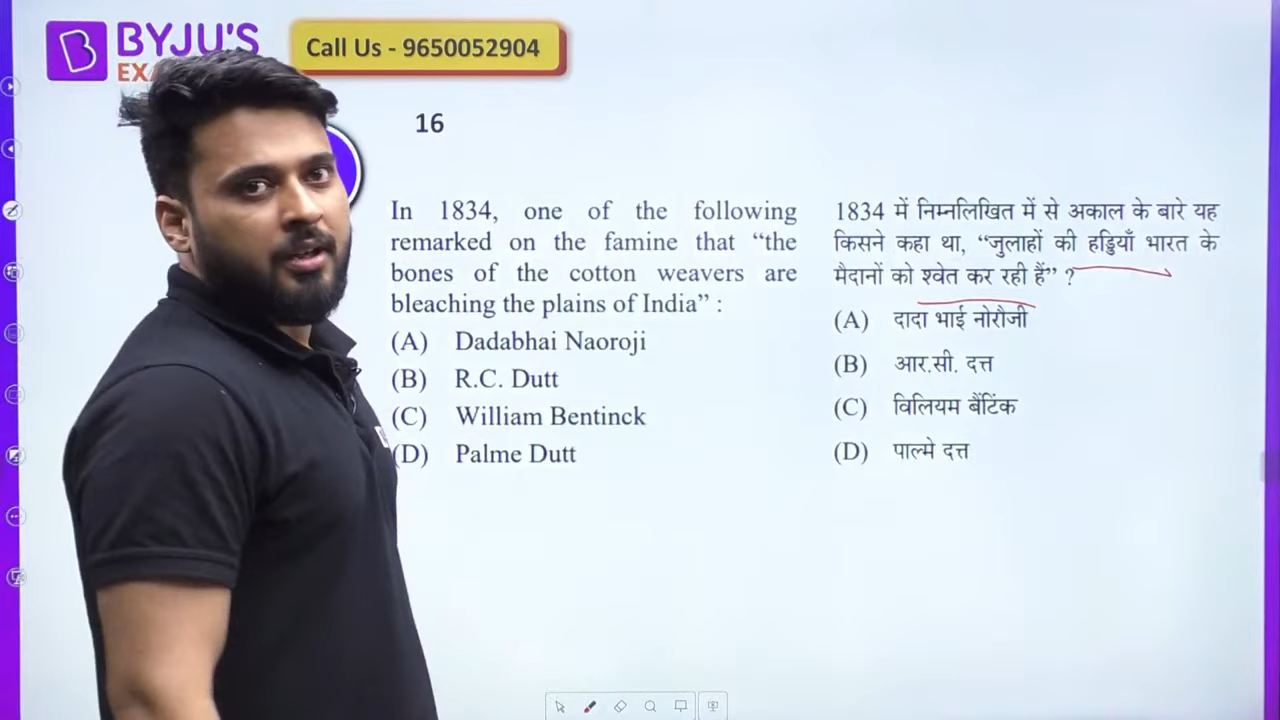 BYJU'S
Call Us - 9650052904
16
In 1834, one of the following
remarked on the famine that “the
bones of the cotton weavers are
bleaching the plains of India” :
(A) Dadabhai Naoroji
(B) R.C. Dutt
(C) William Bentinck
(D) Palme Dutt
1834 में निम्नलिखित में से अकाल के बारे यह
किसने कहा था, “जुलाहों की हड्डियाँ भारत के
मैदानों को श्वेत कर रही हैं” ?
(A) दादा भाई नोरौजी
(B) आर.सी. दत्त
(C) विलियम बैंटिंक
(D) पाल्मे दत्त